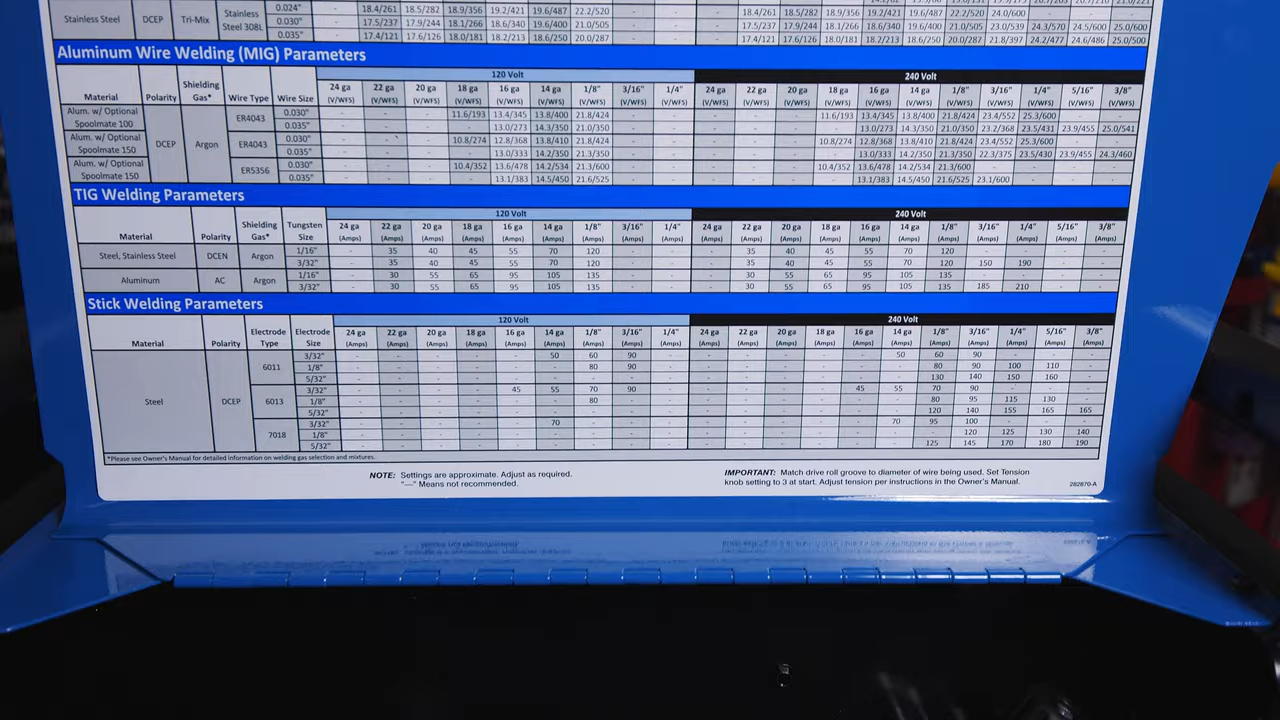 Stainless Steel DCEP Tri-Mix Stainless Steel 308L
0.024" - 18.4/261 18.5/282 18.9/356 19.2/421 19.6/487 22.2/520 - - - 18.4/261 18.5/282 18.9/356 19.2/421 19.6/487 22.2/520 24.0/600 - - -
0.030" - 17.5/237 17.9/244 18.1/266 18.6/340 19.6/400 21.0/505 - - - 17.5/237 17.9/244 18.1/266 18.6/340 19.6/400 21.0/505 23.0/539 24.3/570 24.5/600 25.0/600
0.035" - 17.4/121 17.6/126 18.0/181 18.2/213 18.6/250 20.0/287 - - - 17.4/121 17.6/126 18.0/181 18.2/213 18.6/250 20.0/287 21.8/397 24.2/477 24.6/486 25.0/500
Aluminum Wire Welding (MIG) Parameters
120 Volt 240 Volt
Material Polarity Shielding Gas* Wire Type Wire Size 24 ga 22 ga 20 ga 18 ga 16 ga 14 ga 1/8" 3/16" 1/4" 24 ga 22 ga 20 ga 18 ga 16 ga 14 ga 1/8" 3/16" 1/4" 5/16" 3/8"
(V/WFS) (V/WFS) (V/WFS) (V/WFS) (V/WFS) (V/WFS) (V/WFS) (V/WFS) (V/WFS) (V/WFS) (V/WFS) (V/WFS) (V/WFS) (V/WFS) (V/WFS) (V/WFS) (V/WFS) (V/WFS) (V/WFS) (V/WFS)
Alum. w/ Optional Spoolmate 100 DCEP Argon ER4043 0.030" - - - 11.6/193 13.4/345 13.8/400 21.8/424 - - - - - 11.6/193 13.4/345 13.8/400 21.8/424 23.4/552 25.3/600 - -
0.035" - - - - 13.0/273 14.3/350 21.0/350 - - - - - - 13.0/273 14.3/350 21.0/350 23.2/368 23.5/431 23.9/455 25.0/541
Alum. w/ Optional Spoolmate 150 ER4043 0.030" - - - 10.8/274 12.8/368 13.8/410 21.8/424 - - - - - 10.8/274 12.8/368 13.8/410 21.8/424 23.4/552 25.3/600 - -
0.035" - - - - 13.0/333 14.2/350 21.3/350 - - - - - - 13.0/333 14.2/350 21.3/350 22.3/375 23.5/430 23.9/455 24.3/460
Alum. w/ Optional Spoolmate 150 ER5356 0.030" - - - 10.4/352 13.6/478 14.2/534 21.3/600 - - - - - 10.4/352 13.6/478 14.2/534 21.3/600 - - - -
0.035" - - - - 13.1/383 14.5/450 21.6/525 - - - - - - 13.1/383 14.5/450 21.6/525 23.1/600 - - -
TIG Welding Parameters
120 Volt 240 Volt
Material Polarity Shielding Gas* Tungsten Size 24 ga 22 ga 20 ga 18 ga 16 ga 14 ga 1/8" 3/16" 1/4" 24 ga 22 ga 20 ga 18 ga 16 ga 14 ga 1/8" 3/16" 1/4" 5/16" 3/8"
(Amps) (Amps) (Amps) (Amps) (Amps) (Amps) (Amps) (Amps) (Amps) (Amps) (Amps) (Amps) (Amps) (Amps) (Amps) (Amps) (Amps) (Amps) (Amps) (Amps)
Steel, Stainless Steel DCEN Argon 1/16" - 35 40 45 55 70 120 - - - 35 40 45 55 70 120 - - - -
3/32" - 35 40 45 55 70 120 - - - 35 40 45 55 70 120 150 190 - -
Aluminum AC Argon 1/16" - 30 55 65 95 105 135 - - - 30 55 65 95 105 135 - - - -
3/32" - 30 55 65 95 105 135 - - - 30 55 65 95 105 135 185 210 - -
Stick Welding Parameters
120 Volt 240 Volt
Material Polarity Electrode Type Electrode Size 24 ga 22 ga 20 ga 18 ga 16 ga 14 ga 1/8" 3/16" 1/4" 24 ga 22 ga 20 ga 18 ga 16 ga 14 ga 1/8" 3/16" 1/4" 5/16" 3/8"
(Amps) (Amps) (Amps) (Amps) (Amps) (Amps) (Amps) (Amps) (Amps) (Amps) (Amps) (Amps) (Amps) (Amps) (Amps) (Amps) (Amps) (Amps) (Amps) (Amps)
Steel DCEP 6011 3/32" - - - - - 50 60 90 - - - - - - 50 60 90 - - -
1/8" - - - - - - 80 90 - - - - - - - 80 90 100 110 -
5/32" - - - - - - - - - - - - - - - 130 140 150 160 -
6013 3/32" - - - - 45 55 70 90 - - - - - 45 55 70 90 - - -
1/8" - - - - - - 80 - - - - - - - - 80 95 115 130 -
5/32" - - - - - - - - - - - - - - - 120 140 155 165 165
7018 3/32" - - - - - 70 - - - - - - - - 70 95 100 - - -
1/8" - - - - - - - - - - - - - - - - 120 125 130 140
5/32" - - - - - - - - - - - - - - - 125 145 170 180 190
*Please see Owner's Manual for detailed information on welding gas selection and mixtures.
NOTE: Settings are approximate. Adjust as required.
"—" Means not recommended.
IMPORTANT: Match drive roll groove to diameter of wire being used. Set Tension
knob setting to 3 at start. Adjust tension per instructions in the Owner's Manual.
282870-A